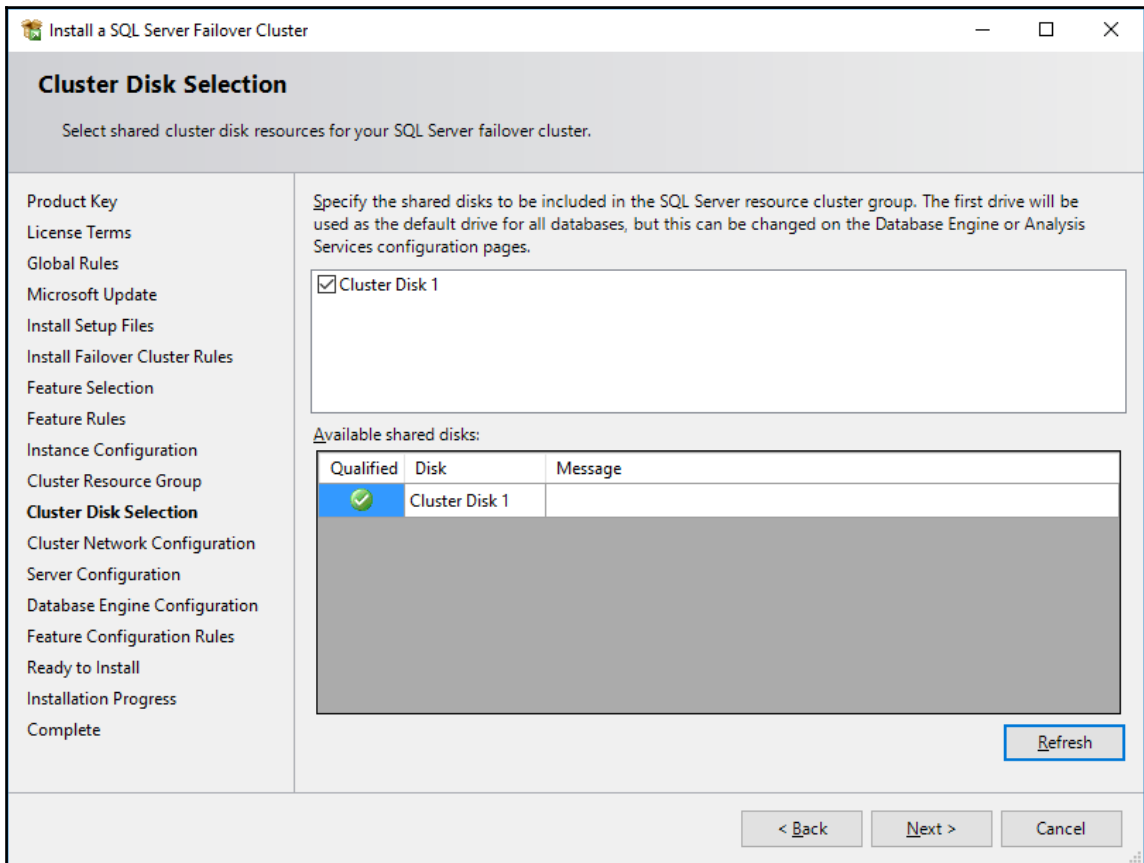 Install a SQL Server Failover Cluster
Cluster Disk Selection
Select shared cluster disk resources for your SQL Server failover cluster.
Product Key
License Terms
Global Rules
Microsoft Update
Install Setup Files
Install Failover Cluster Rules
Feature Selection
Feature Rules
Instance Configuration
Cluster Resource Group
Cluster Disk Selection
Cluster Network Configuration
Server Configuration
Database Engine Configuration
Feature Configuration Rules
Ready to Install
Installation Progress
Complete
Specify the shared disks to be included in the SQL Server resource cluster group. The first drive will be
used as the default drive for all databases, but this can be changed on the Database Engine or Analysis
Services configuration pages.
Cluster Disk 1
Available shared disks:
Qualified Disk Message
Cluster Disk 1
Refresh
< Back Next > Cancel